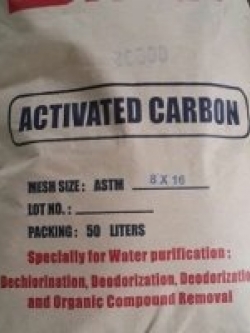 ACTIVATED CARBON
MESH SIZE: ASTM 8 X 16
LOT NO. :
PACKING: 50 LITERS
Specially for Water purification :
Dechlorination, Deodorization, Deodorizatio
and Organic Compound Removal